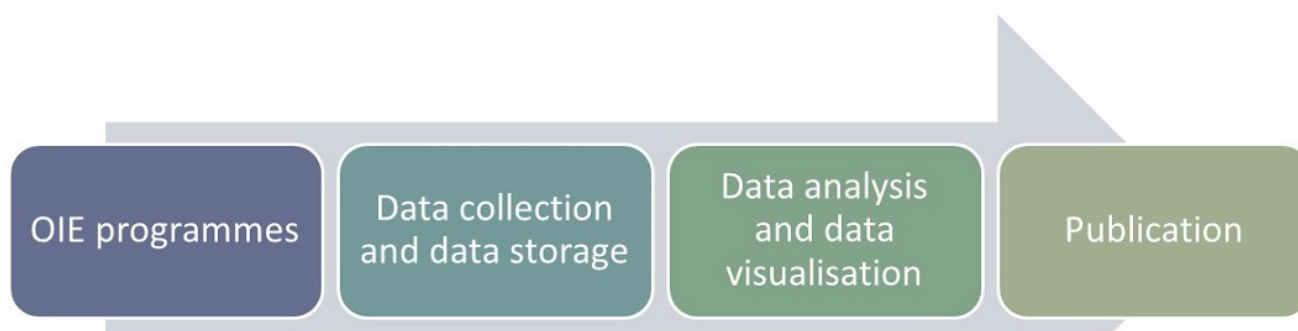 OIE programmes
Data collection
and data storage
Data analysis
and data
visualisation
Publication